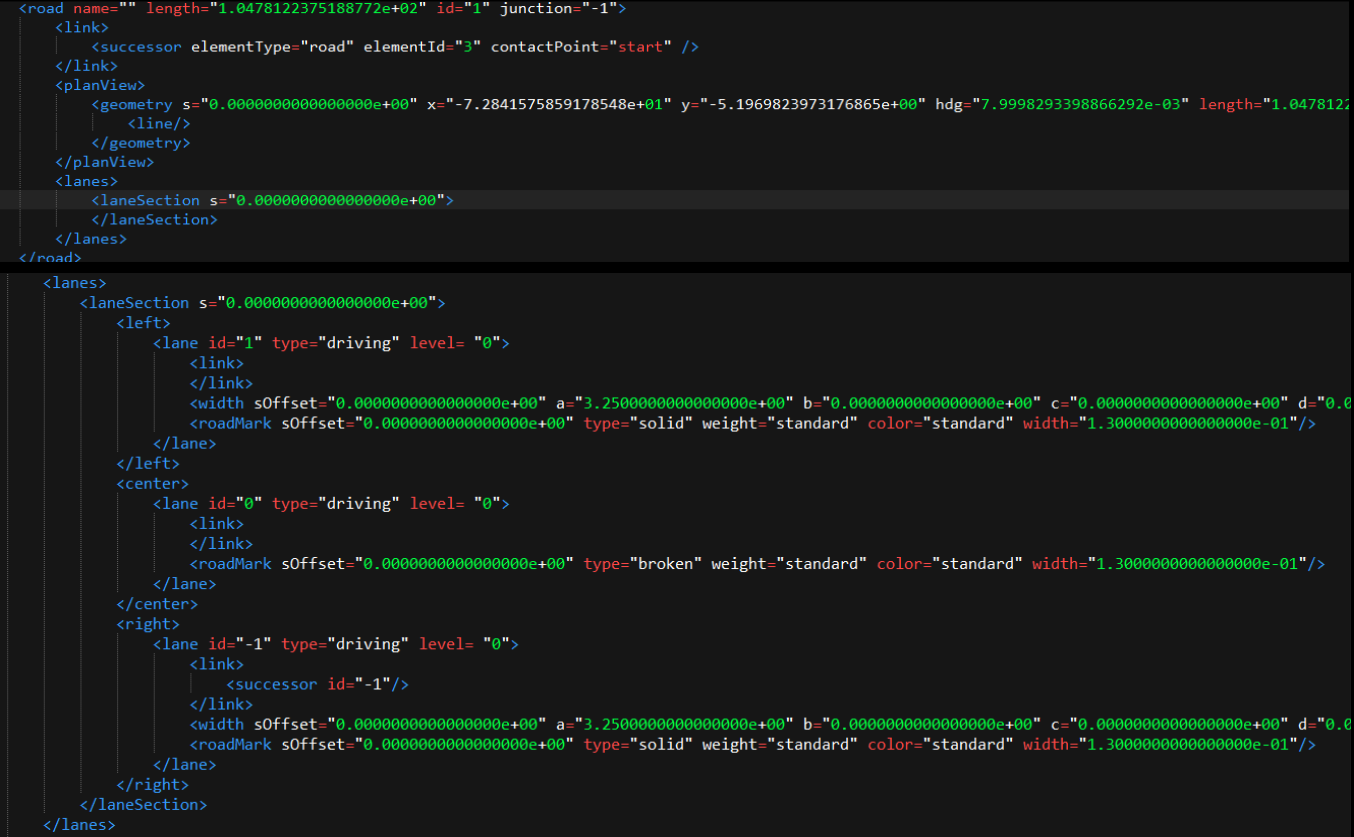 <road name="" length="1.0478122375188772e+02" id="1" junction="-1">
<link>
<successor elementType="road" elementId="3" contactPoint="start" />
</link>
<planView>
<geometry s="0.0000000000000000e+00" x="-7.2841575859178548e+01" y="-5.1969823973176865e+00" hdg="7.9998293398866292e-03" length="1.0478122
<line/>
</geometry>
</planView>
<lanes>
<laneSection s="0.0000000000000000e+00">
</laneSection>
</lanes>
</road>
<lanes>
<laneSection s="0.0000000000000000e+00">
<left>
<lane id="1" type="driving" level= "0">
<link>
</link>
<width sOffset="0.0000000000000000e+00" a="3.2500000000000000e+00" b="0.0000000000000000e+00" c="0.0000000000000000e+00" d="0.0
<roadMark sOffset="0.0000000000000000e+00" type="solid" weight="standard" color="standard" width="1.3000000000000000e-01"/>
</lane>
</left>
<center>
<lane id="0" type="driving" level= "0">
<link>
</link>
<roadMark sOffset="0.0000000000000000e+00" type="broken" weight="standard" color="standard" width="1.3000000000000000e-01"/>
</lane>
</center>
<right>
<lane id="-1" type="driving" level= "0">
<link>
<successor id="-1"/>
</link>
<width sOffset="0.0000000000000000e+00" a="3.2500000000000000e+00" b="0.0000000000000000e+00" c="0.0000000000000000e+00" d="0.0
<roadMark sOffset="0.0000000000000000e+00" type="solid" weight="standard" color="standard" width="1.3000000000000000e-01"/>
</lane>
</right>
</laneSection>
</lanes>